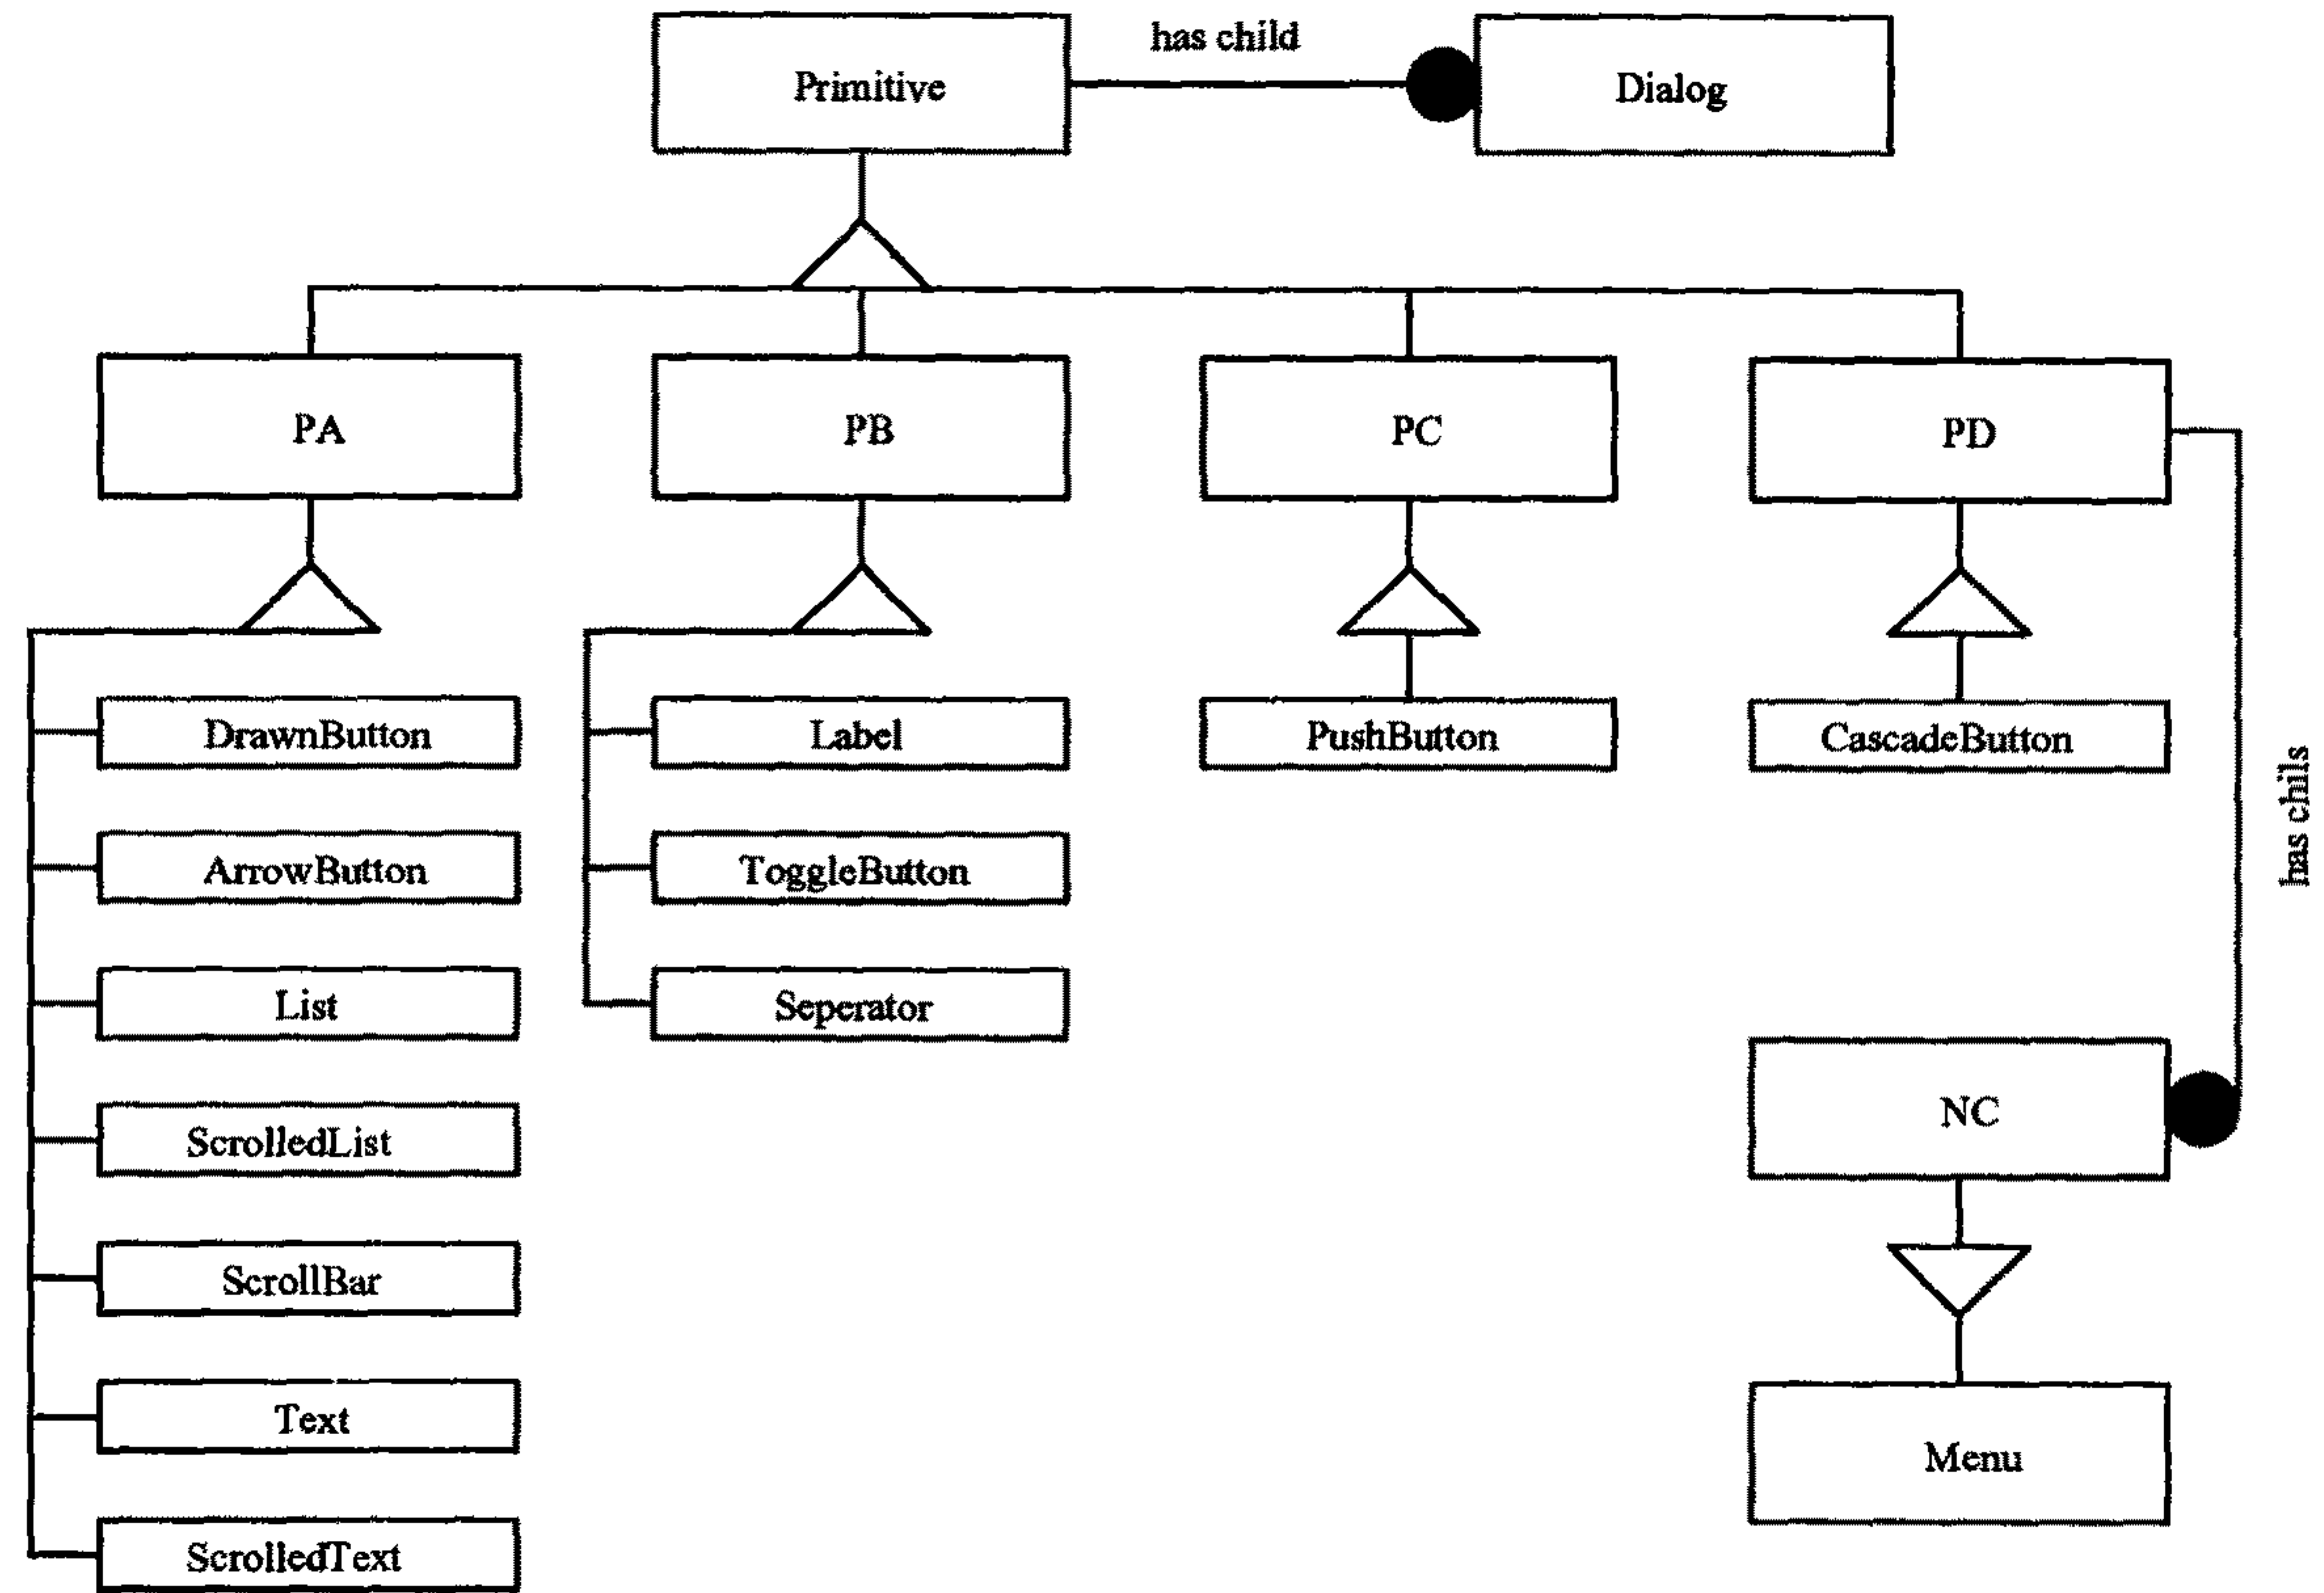 has child
Primitive
Dialog
PA
PB
PC
PD
DrawnButton
Label
PushButton
CascadeButton
has chils
ArrowButton
ToggleButton
List
Seperator
ScrolledList
NC
ScrollBar
Text
Menu
ScrolledText